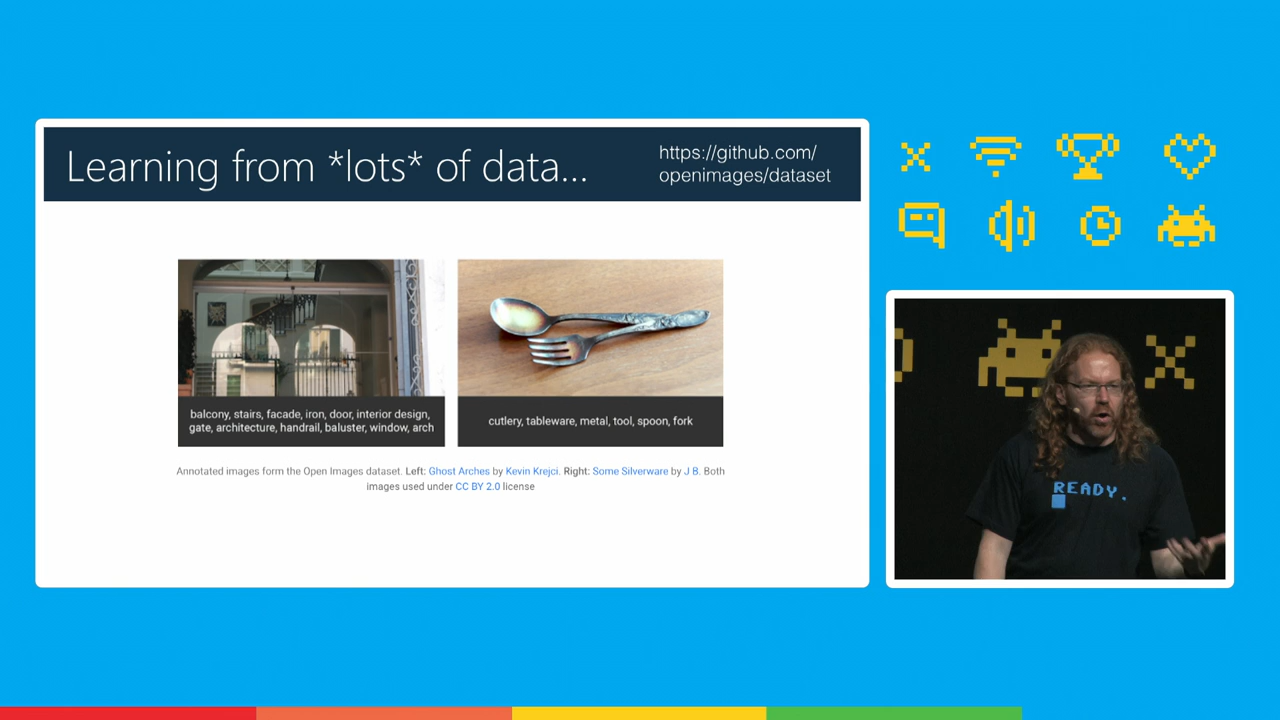 Learning from *lots* of data...
https://github.com/
openimages/dataset
balcony, stairs, facade, iron, door, interior design,
gate, architecture, handrail, baluster, window, arch
cutlery, tableware, metal, tool, spoon, fork
Annotated images form the Open Images dataset. Left: Ghost Arches by Kevin Krejci. Right: Some Silverware by J B. Both
images used under CC BY 2.0 license
READY.